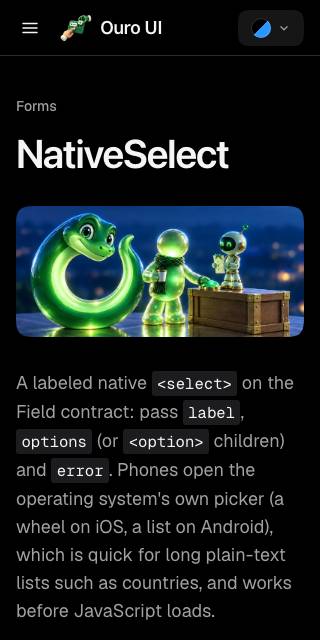 Ouro UI
Forms
NativeSelect
A labeled native <select> on the
Field contract: pass label,
options (or <option> children)
and error. Phones open the
operating system's own picker (a
wheel on iOS, a list on Android),
which is quick for long plain-text
lists such as countries, and works
before JavaScript loads.